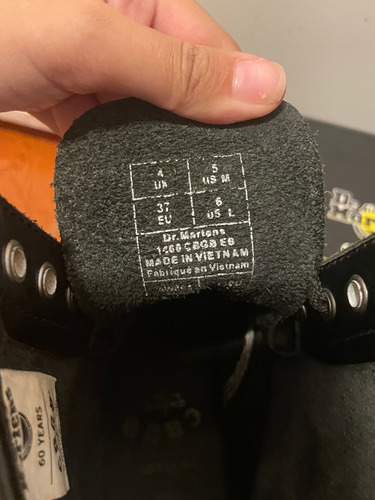 4 5
UK US M
37 6
EU US L
Dr.Martens
1460 CBGB EB
MADE IN VIETNAM
Fabriqué en Vietnam
60 YEARS